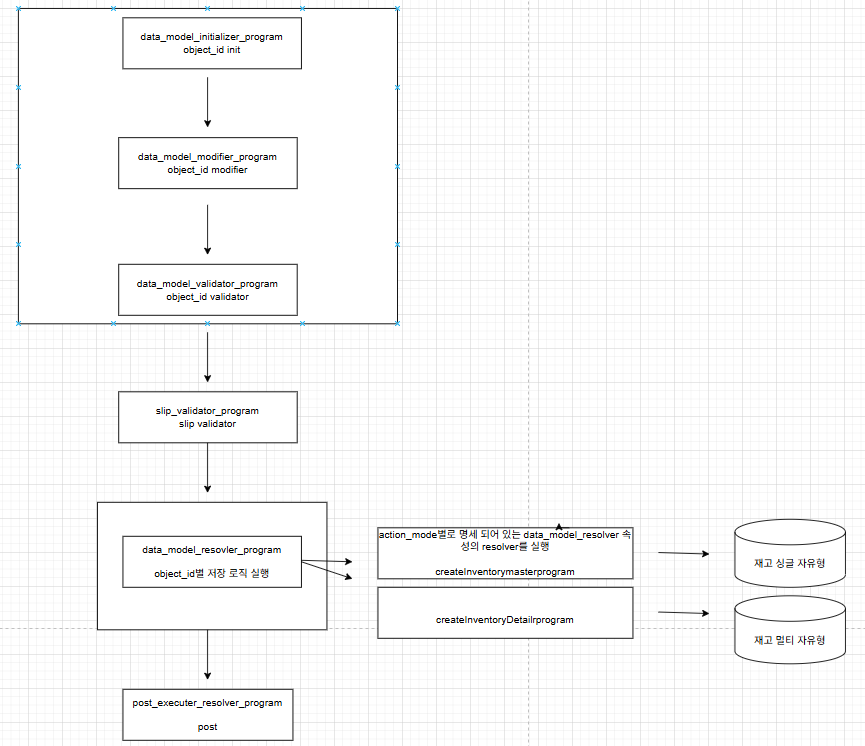 data_model_initializer_program
object_id init
data_model_modifier_program
object_id modifier
data_model_validator_program
object_id validator
slip_validator_program
slip validator
data_model_resovler_program
object_id별 저장 로직 실행
action_mode별로 명세 되어 있는 data_model_resolver 속
성의 resolver를 실행
createInventorymasterprogram
createInventoryDetailrprogram
재고 싱글 자유형
재고 멀티 자유형
post_executer_resolver_program
post